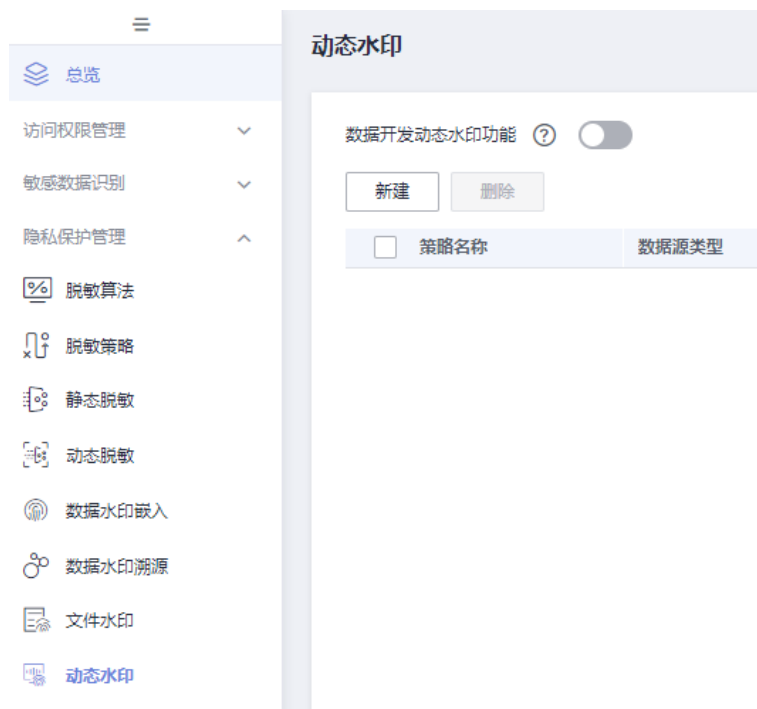 总览
访问权限管理
敏感数据识别
隐私保护管理
脱敏算法
脱敏策略
静态脱敏
动态脱敏
数据水印嵌入
数据水印溯源
文件水印
动态水印
动态水印
数据开发动态水印功能 ?
新建 删除
策略名称 数据源类型